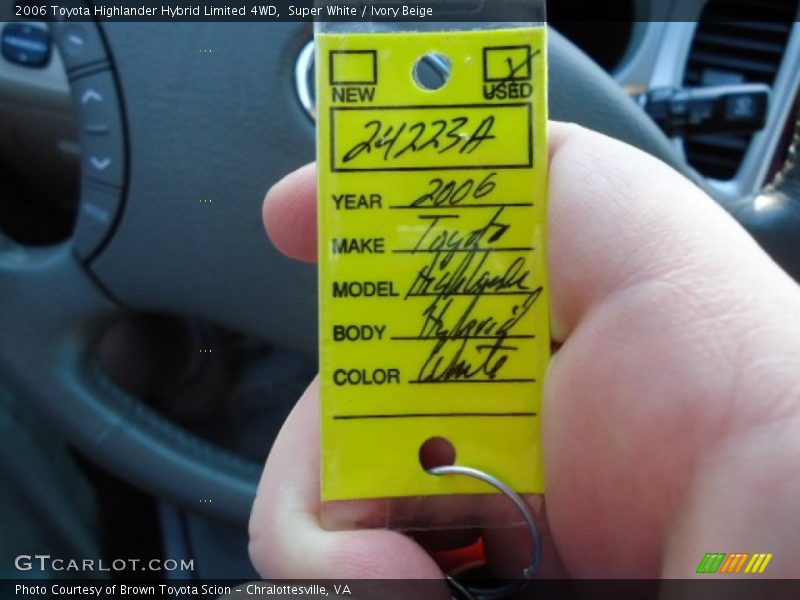 2006 Toyota Highlander Hybrid Limited 4WD,  Super White / Ivory Beige
NEW
USED
24223A
YEAR 2006
MAKE Toyota
MODEL Highlander
BODY Hybrid
COLOR White
GTCARLOT.COM
Photo Courtesy of Brown Toyota Scion - Chralottesville, VA